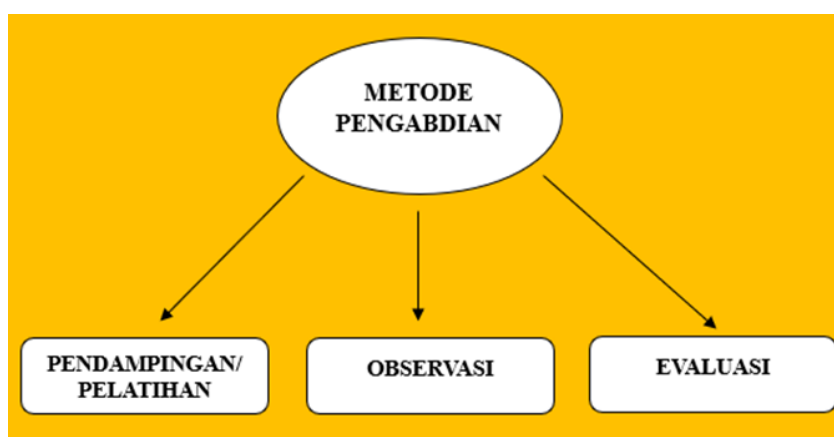 METODE
PENGABDIAN
PENDAMPINGAN/
PELATIHAN
OBSERVASI
EVALUASI